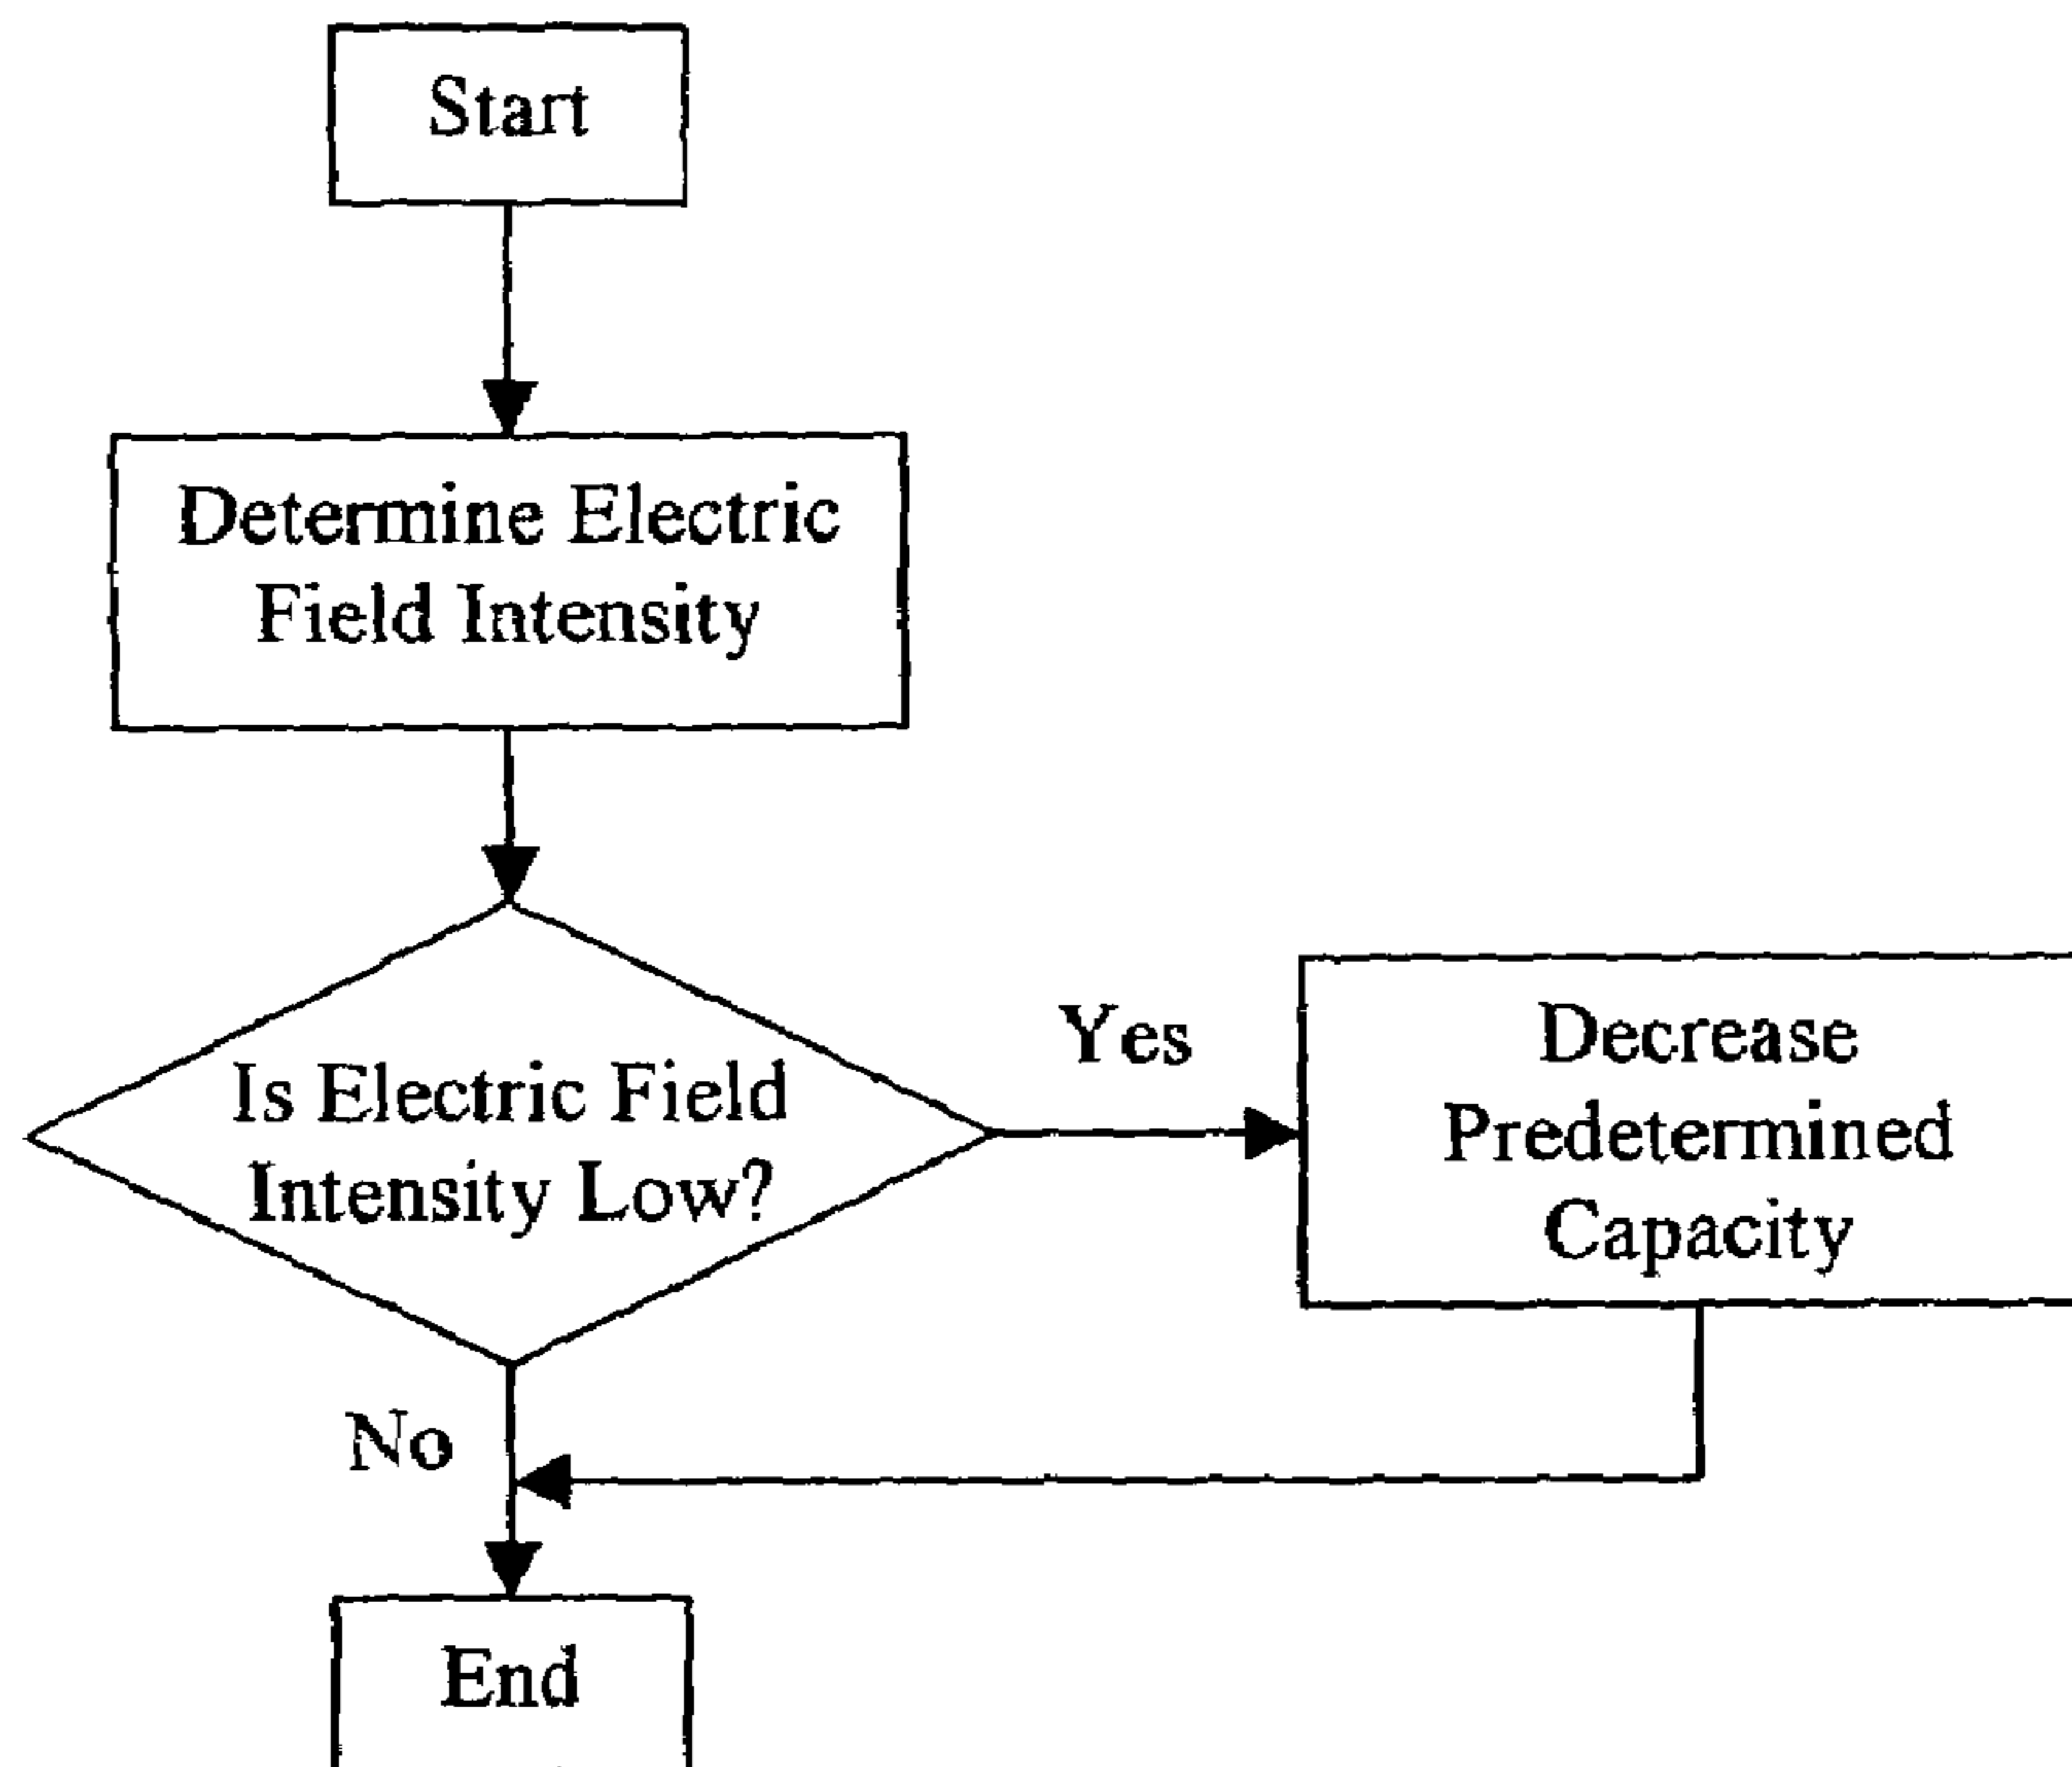 Start
Determine Electric
Field Intensity
Is Electric Field
Intensity Low?
Yes
Decrease
Predetermined
Capacity
No
End